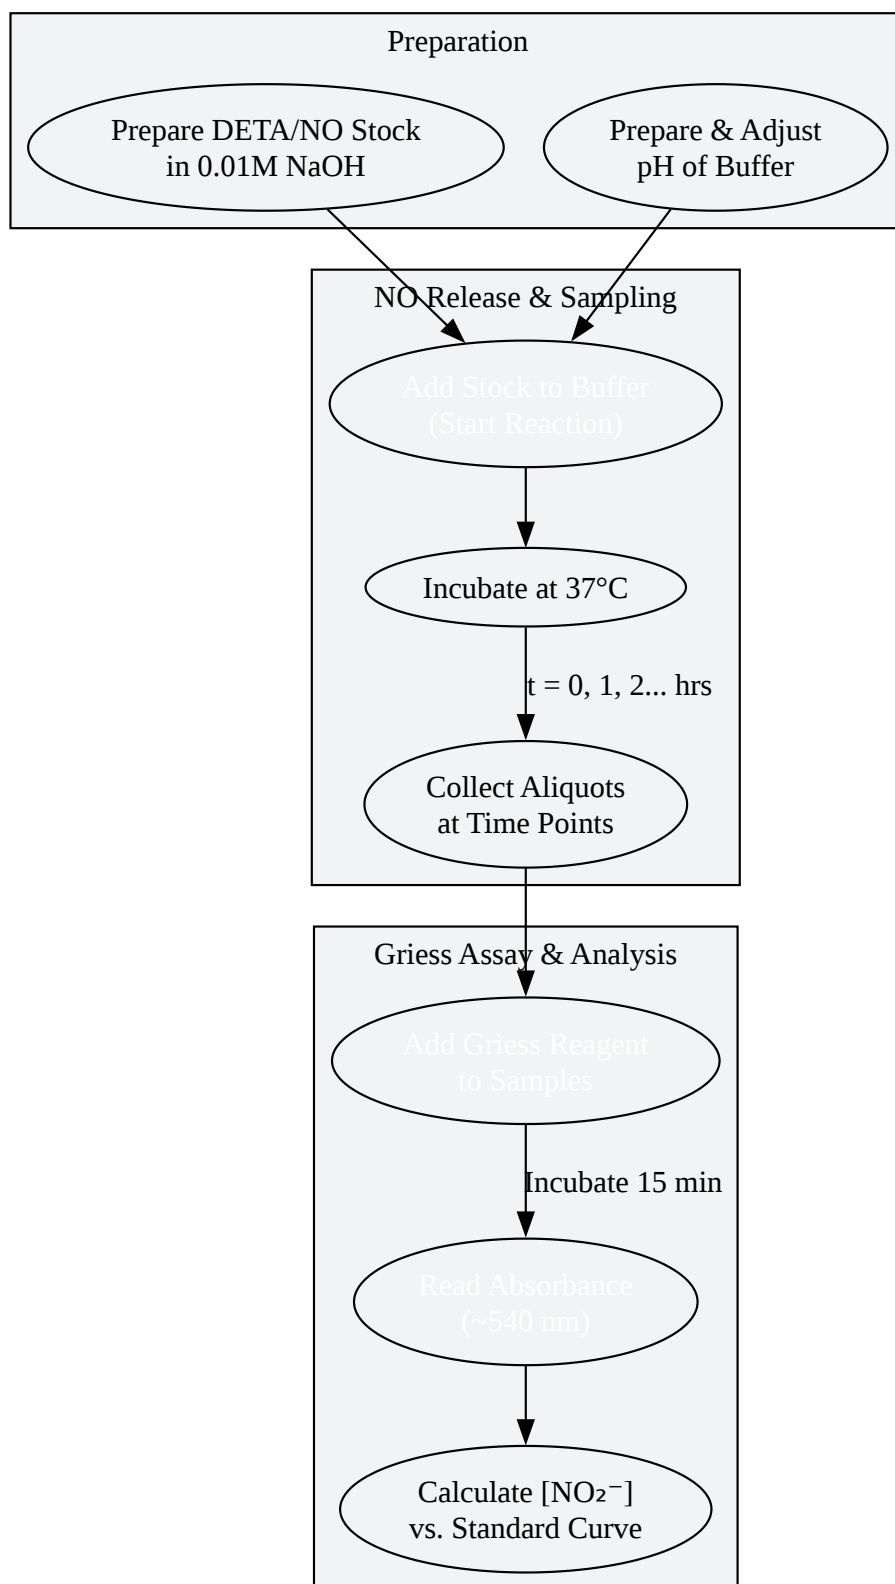 Preparation
Prepare DETA/NO Stock
in 0.01M NaOH
Prepare & Adjust
pH of Buffer
NO Release & Sampling
Add Stock to Buffer
(Start Reaction)
Incubate at 37°C
t = 0, 1, 2... hrs
Collect Aliquots
at Time Points
Griess Assay & Analysis
Add Griess Reagent
to Samples
Incubate 15 min
Read Absorbance
(~540 nm)
Calculate [NO₂⁻]
vs. Standard Curve